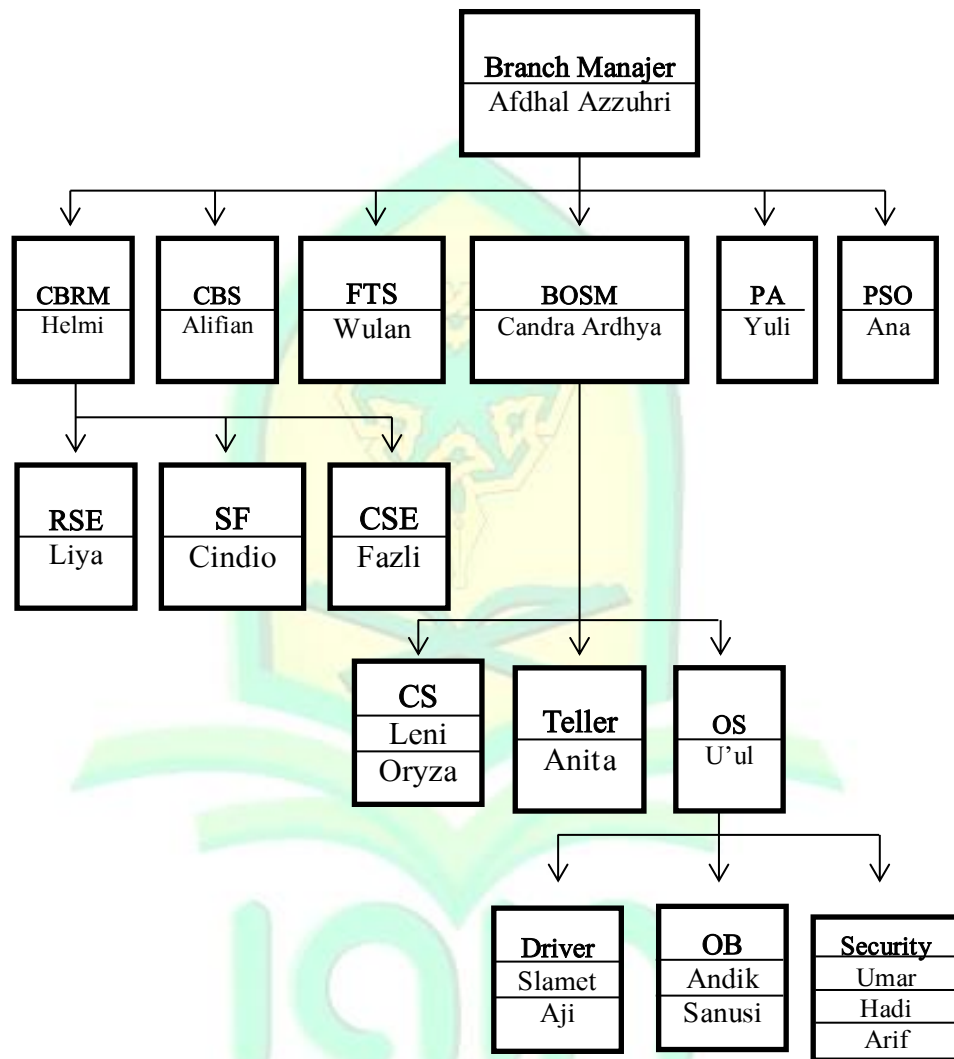 Branch Manajer
Afdhal Azzuhri
CBRM
Helmi
CBS
Alifian
FTS
Wulan
BOSM
Candra Ardhya
PA
Yuli
PSO
Ana
RSE
Liya
SF
Cindio
CSE
Fazli
CS
Leni
Oryza
Teller
Anita
OS
U’ul
Driver
Slamet
Aji
OB
Andik
Sanusi
Security
Umar
Hadi
Arif